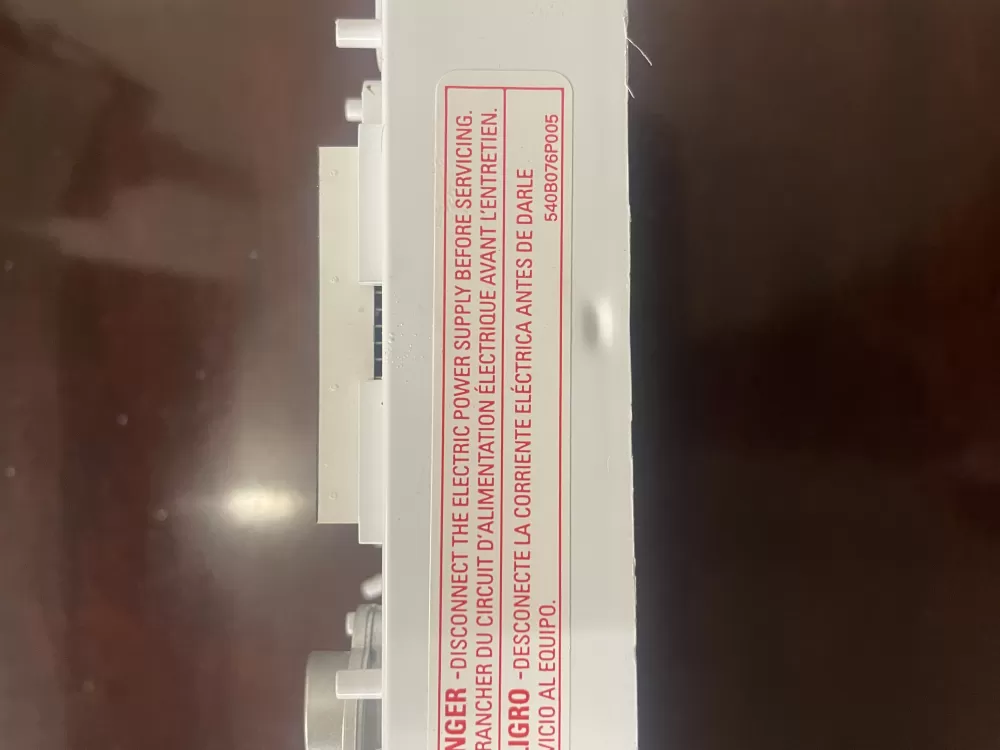 NGER - DISCONNECT THE ELECTRIC POWER SUPPLY BEFORE SERVICING.
RANCHER DU CIRCUIT D'ALIMENTATION ÉLECTRIQUE AVANT L'ENTRETIEN.
IGRO - DESCONECTE LA CORRIENTE ELÉCTRICA ANTES DE DARLE
VICIO AL EQUIPO.
540B076P005